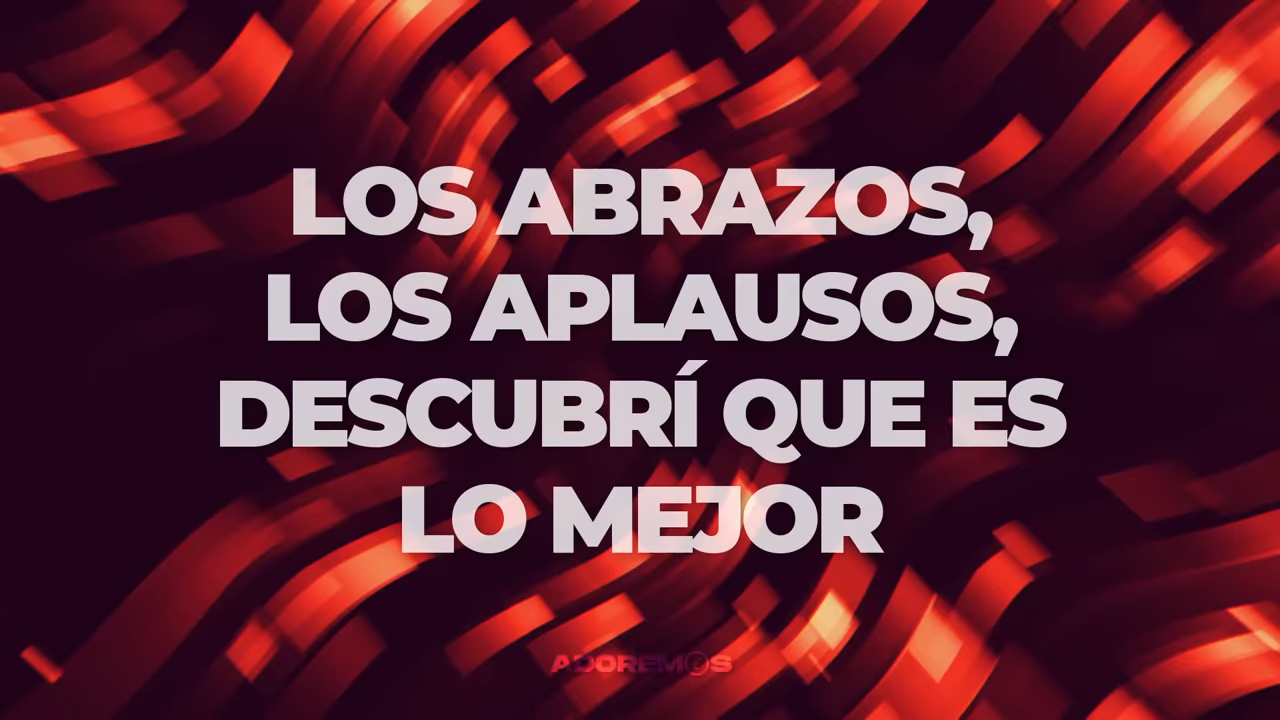 LOS ABRAZOS,
LOS APLAUSOS,
DESCUBRÍ QUE ES
LO MEJOR
ADOREMOS